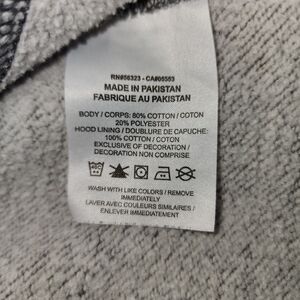 RN#56323 - CA#05553
MADE IN PAKISTAN
FABRIQUE AU PAKISTAN
BODY / CORPS: 80% COTTON / COTON
20% POLYESTER
HOOD LINING / DOUBLURE DE CAPUCHE:
100% COTTON / COTON
EXCLUSIVE OF DECORATION /
DECORATION NON COMPRISE
WASH WITH LIKE COLORS / REMOVE
IMMEDIATELY
LAVER AVEC COULEURS SIMILAIRES /
ENLEVER IMMEDIATEMENT